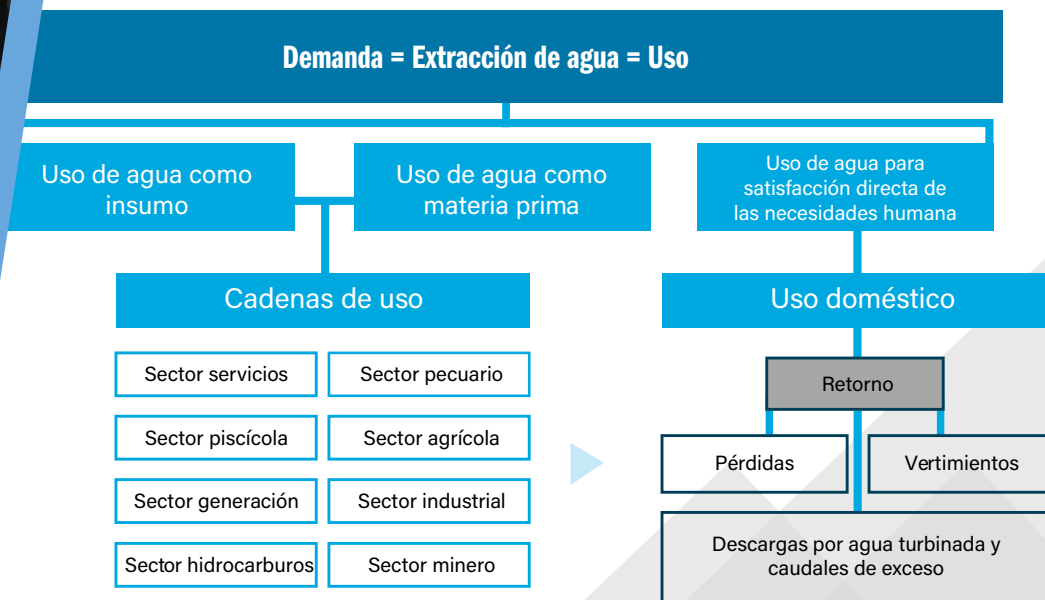 Demanda = Extracción de agua = Uso
Uso de agua como
insumo
Uso de agua como
materia prima
Uso de agua para
satisfacción directa de
las necesidades humana
Cadenas de uso
Uso doméstico
Sector servicios
Sector pecuario
Sector piscícola
Sector agrícola
Sector generación
Sector industrial
Sector hidrocarburos
Sector minero
Retorno
Pérdidas
Vertimientos
Descargas por agua turbinada y
caudales de exceso